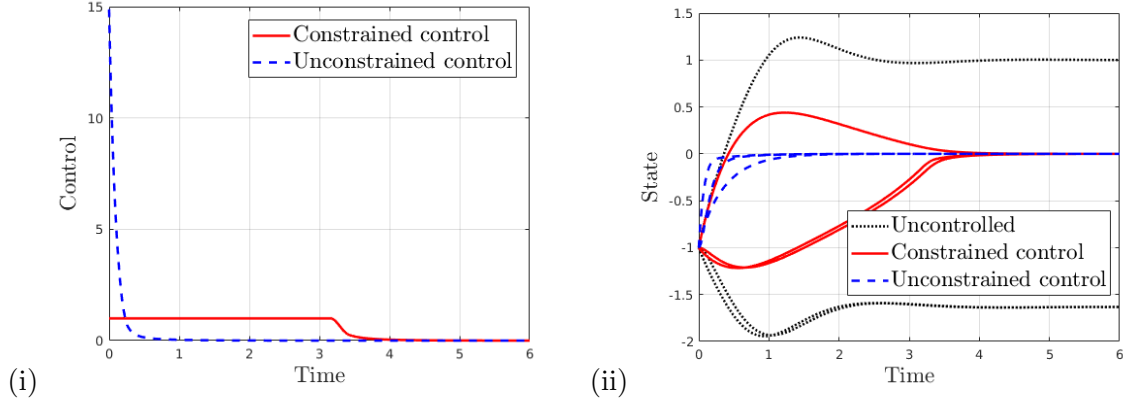 15
10
5
0
Control
0 1 2 3 4 5 6
Time
Constrained control
Unconstrained control
(i)
1.5
1
0.5
0
-0.5
-1
-1.5
-2
State
0 1 2 3 4 5 6
Time
Uncontrolled
Constrained control
Unconstrained control
(ii)